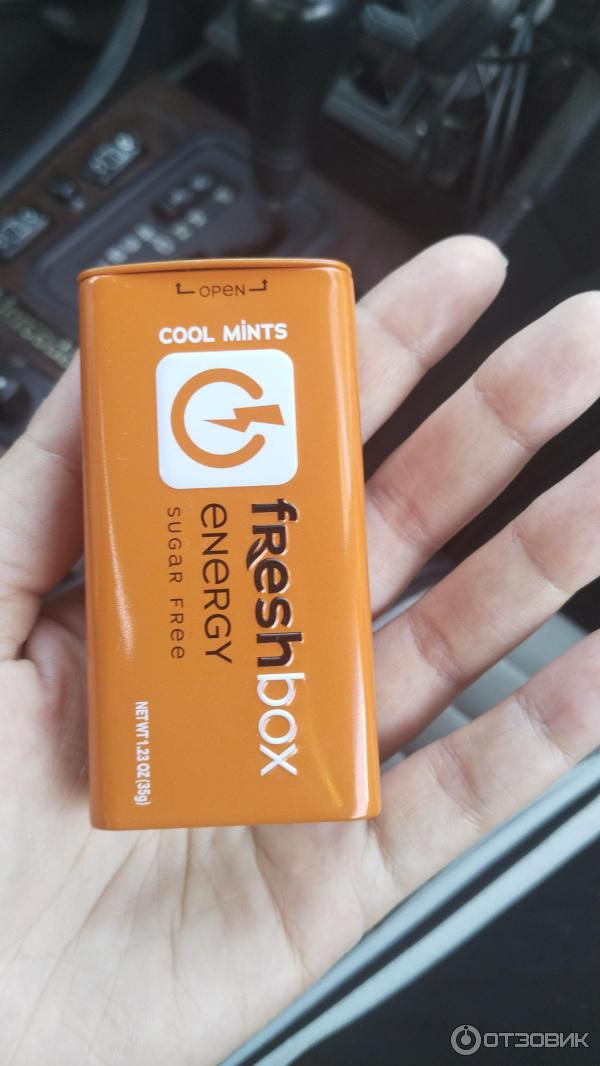 OPEN
COOL MiNTS
fReshbox
eNeRGY
SUGaR FRee
NET WT 1.23 OZ (35g)
ОТЗОВИК